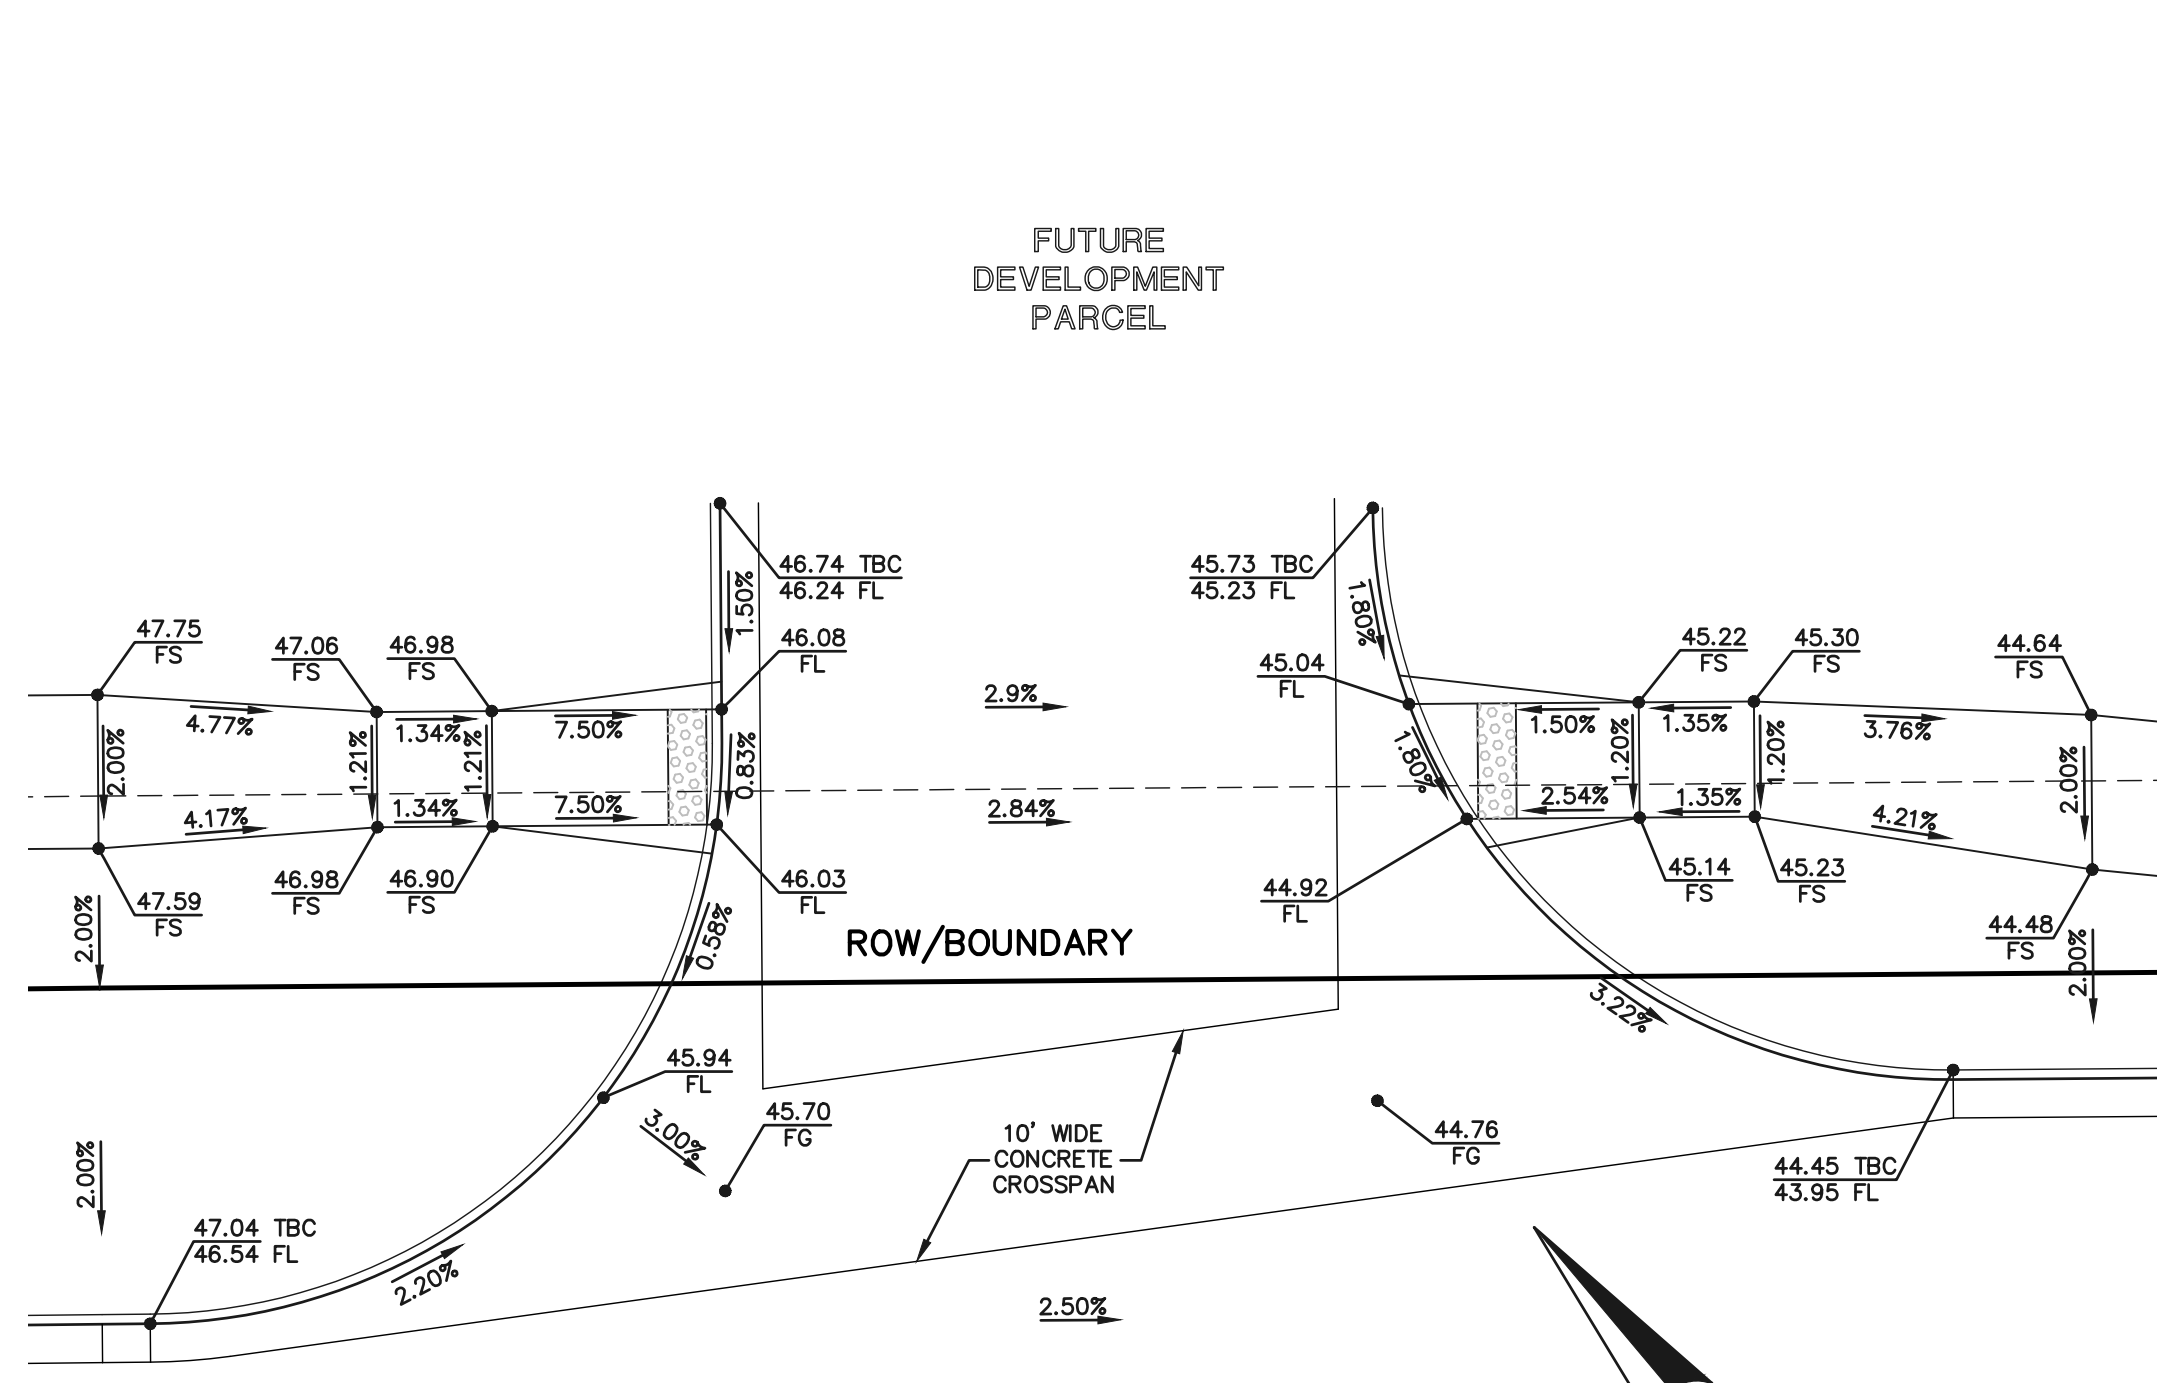 FUTURE
DEVELOPMENT
PARCEL
46.74 TBC
46.24 FL
45.73 TBC
45.23 FL
1.50%
1.80%
47.75
FS
47.06
FS
46.98
FS
46.08
FL
45.04
FL
45.22
FS
45.30
FS
44.64
FS
4.77%
1.34%
7.50%
2.9%
1.50%
1.35%
3.76%
2.00%
1.21%
1.21%
0.83%
1.80%
1.20%
1.20%
2.00%
4.17%
1.34%
7.50%
2.84%
2.54%
1.35%
4.21%
47.59
FS
46.98
FS
46.90
FS
46.03
FL
44.92
FL
45.14
FS
45.23
FS
44.48
FS
2.00%
0.58%
ROW/BOUNDARY
2.00%
3.22%
45.94
FL
3.00%
45.70
FG
10' WIDE
CONCRETE
CROSSPAN
44.76
FG
44.45 TBC
43.95 FL
2.00%
47.04 TBC
46.54 FL
2.20%
2.50%